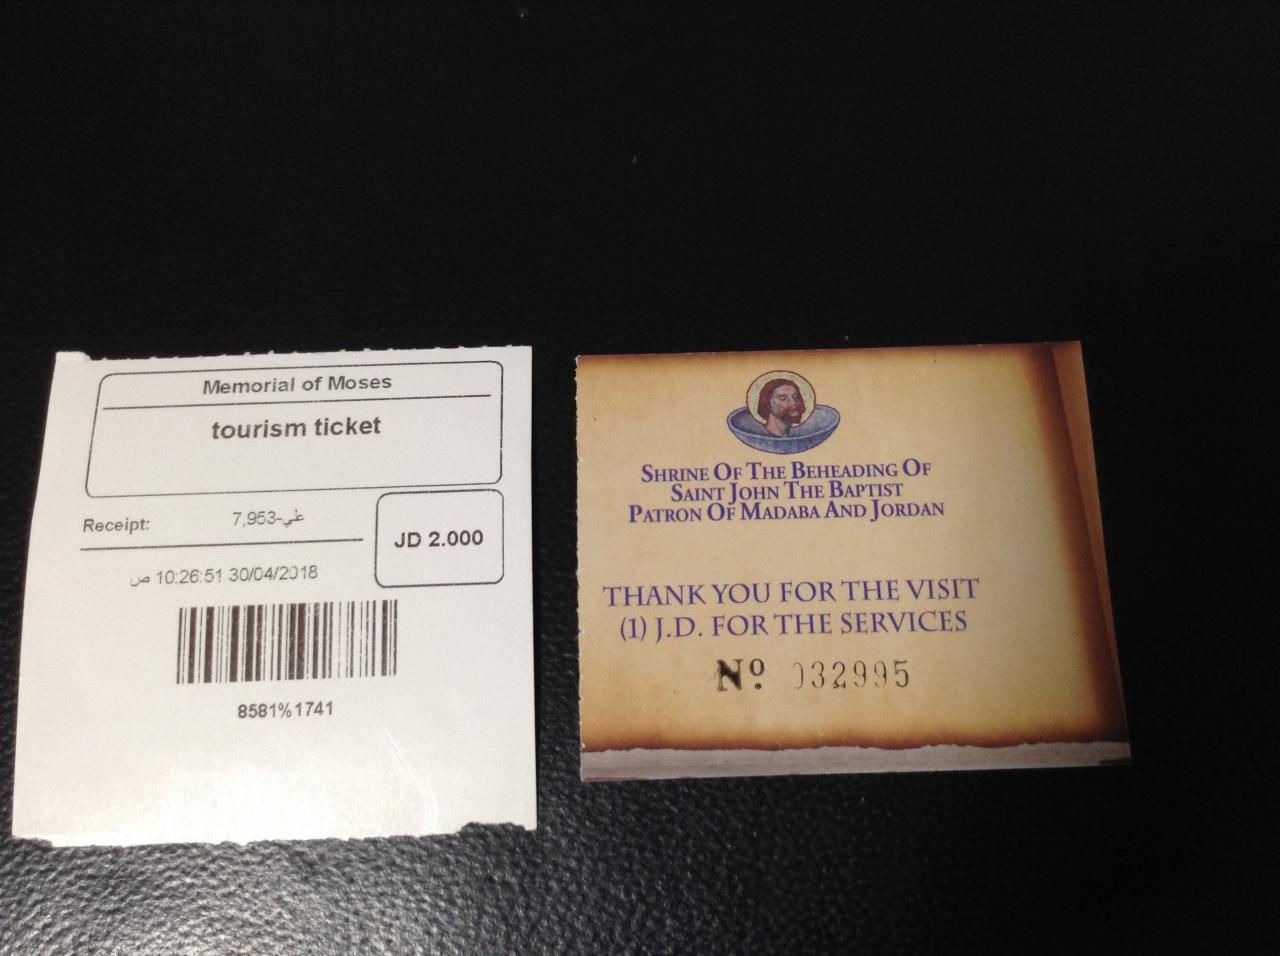 Memorial of Moses
tourism ticket
Receipt: 7,953-علي
JD 2.000
ص 10:26:51 30/04/2018
8581%1741
SHRINE OF THE BEHEADING OF
SAINT JOHN THE BAPTIST
PATRON OF MADABA AND JORDAN
THANK YOU FOR THE VISIT
(1) J.D. FOR THE SERVICES
Nº 032995